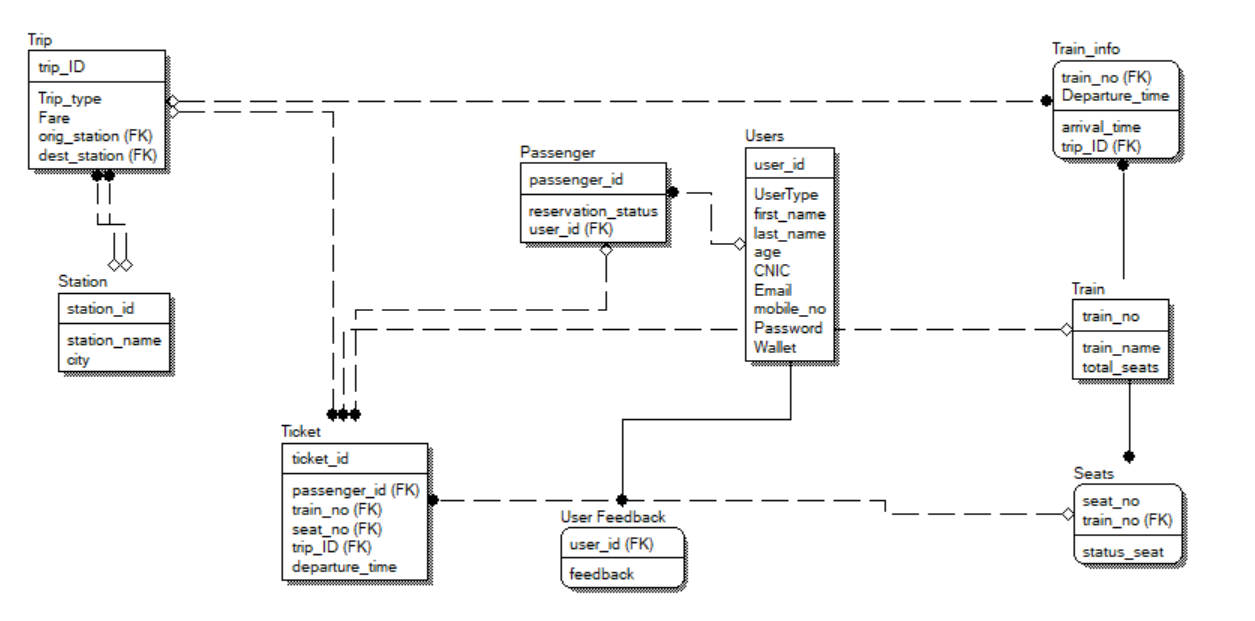 Trip
trip_ID
Trip_type
Fare
orig_station (FK)
dest_station (FK)
Train_info
train_no (FK)
Departure_time
arrival_time
trip_ID (FK)
Users
user_id
UserType
first_name
last_name
age
CNIC
Email
mobile_no
Password
Wallet
Passenger
passenger_id
reservation_status
user_id (FK)
Station
station_id
station_name
city
Train
train_no
train_name
total_seats
Ticket
ticket_id
passenger_id (FK)
train_no (FK)
seat_no (FK)
trip_ID (FK)
departure_time
User Feedback
user_id (FK)
feedback
Seats
seat_no
train_no (FK)
status_seat